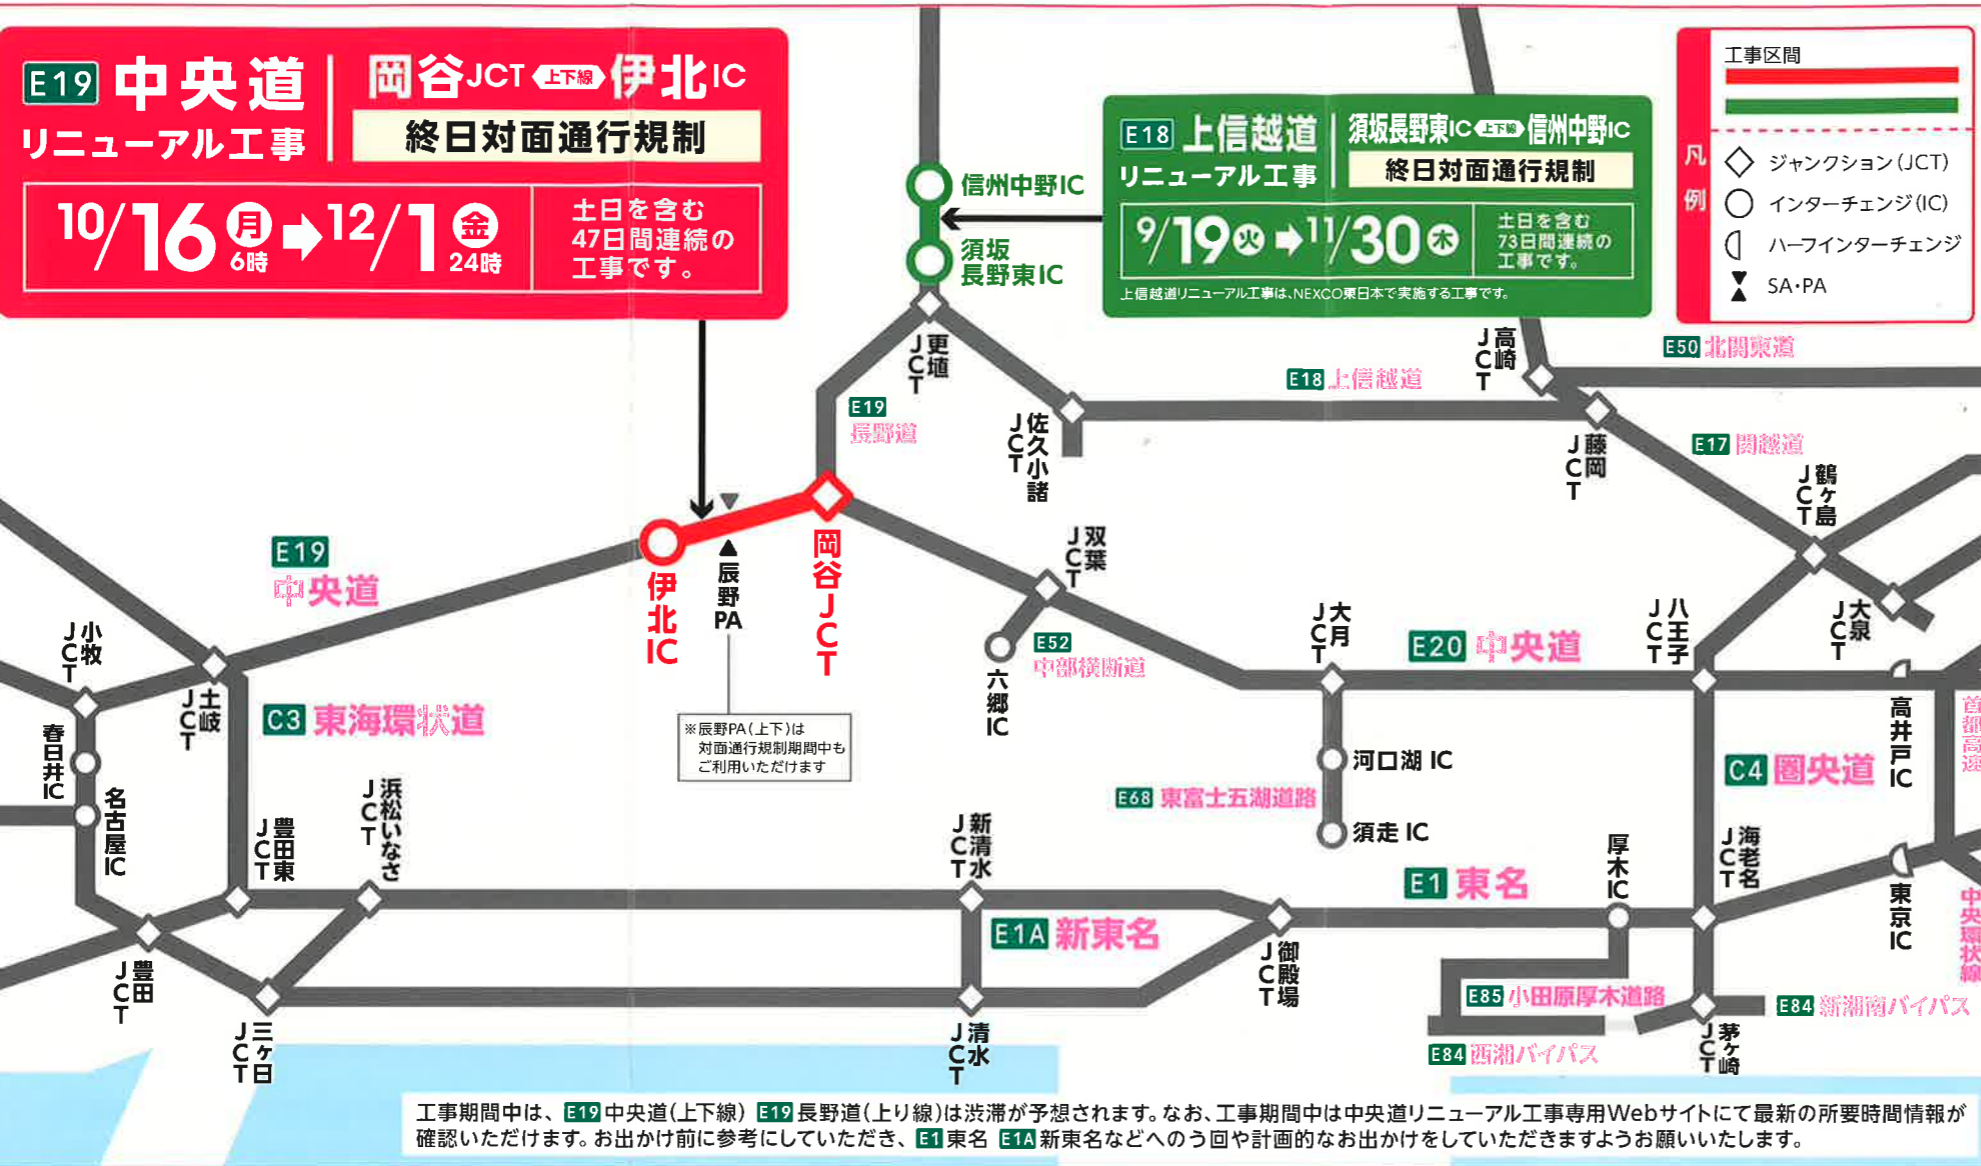 E19 中央道
リニューアル工事
岡谷JCT 上下線 伊北IC
終日対面通行規制
10/16 月 6時 → 12/1 金 24時
土日を含む
47日間連続の
工事です。
E18 上信越道
リニューアル工事
須坂長野東IC 上下線 信州中野IC
終日対面通行規制
9/19 火 → 11/30 木
土日を含む
73日間連続の
工事です。
上信越道リニューアル工事は、NEXCO東日本で実施する工事です。
凡例
工事区間
ジャンクション(JCT)
インターチェンジ(IC)
ハーフインターチェンジ
SA・PA
信州中野IC
須坂
長野東IC
更埴JCT
E19
長野道
佐久小諸JCT
E18 上信越道
高崎JCT
E50 北関東道
藤岡JCT
E17 関越道
鶴ヶ島JCT
大泉JCT
E19
中央道
伊北IC
辰野PA
岡谷JCT
※辰野PA(上下)は
対面通行規制期間中も
ご利用いただけます
双葉JCT
E52
中部横断道
六郷IC
大月JCT
E20 中央道
八王子JCT
高井戸IC
首都高速
小牧JCT
土岐JCT
C3 東海環状道
春日井IC
名古屋IC
河口湖 IC
E68 東富士五湖道路
須走 IC
C4 圏央道
豊田東JCT
浜松いなさJCT
新清水JCT
E1 東名
厚木IC
海老名JCT
東京IC
中央環状線
E1A 新東名
御殿場JCT
豊田JCT
三ヶ日JCT
清水JCT
E85 小田原厚木道路
E84 新湘南バイパス
E84 西湘バイパス
茅ヶ崎JCT
工事期間中は、E19 中央道(上下線) E19 長野道(上り線)は渋滞が予想されます。なお、工事期間中は中央道リニューアル工事専用Webサイトにて最新の所要時間情報が
確認いただけます。お出かけ前に参考にしていただき、E1 東名 E1A 新東名などへのう回や計画的なお出かけをしていただきますようお願いいたします。